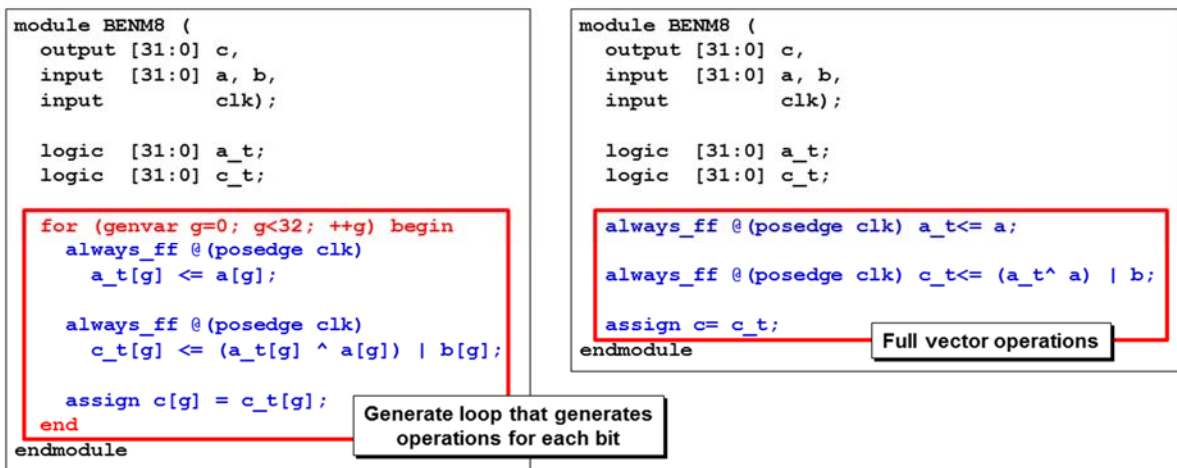 module BENM8 (
output [31:0] c,
input [31:0] a, b,
input clk);
logic [31:0] a_t;
logic [31:0] c_t;
for (genvar g=0; g<32; ++g) begin
always_ff @(posedge clk)
a_t[g] <= a[g];
always_ff @(posedge clk)
c_t[g] <= (a_t[g] ^ a[g]) | b[g];
assign c[g] = c_t[g];
end
endmodule
Generate loop that generates
operations for each bit
module BENM8 (
output [31:0] c,
input [31:0] a, b,
input clk);
logic [31:0] a_t;
logic [31:0] c_t;
always_ff @(posedge clk) a_t<= a;
always_ff @(posedge clk) c_t<= (a_t^ a) | b;
assign c= c_t;
endmodule
Full vector operations